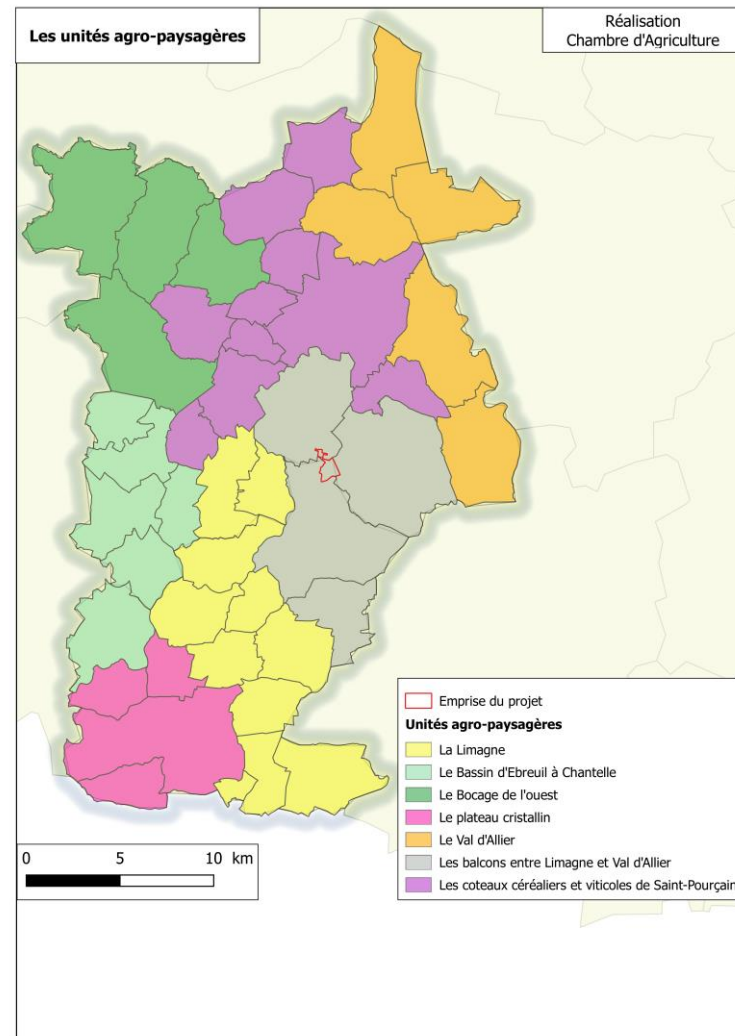 Les unités agro-paysagères
Réalisation
Chambre d'Agriculture
Emprise du projet
Unités agro-paysagères
La Limagne
Le Bassin d'Ebreuil à Chantelle
Le Bocage de l'ouest
Le plateau cristallin
Le Val d'Allier
Les balcons entre Limagne et Val d'Allier
Les coteaux céréaliers et viticoles de Saint-Pourçain
0 5 10 km